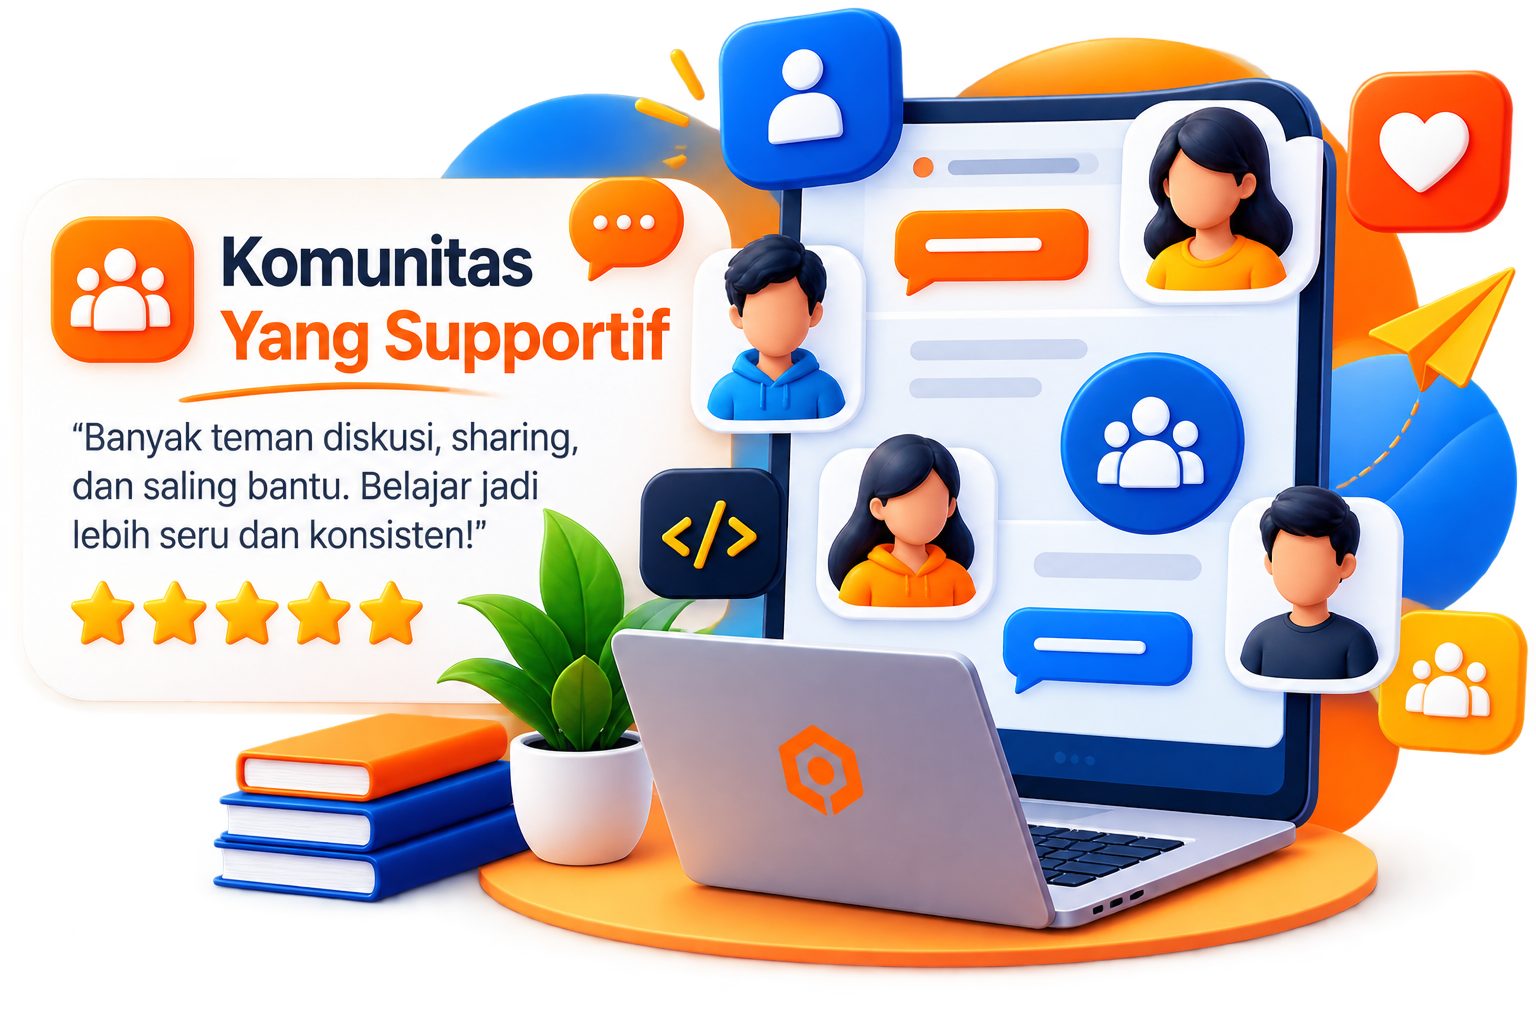 Komunitas
Yang Supportif
“Banyak teman diskusi, sharing,
dan saling bantu. Belajar jadi
lebih seru dan konsisten!”
</>